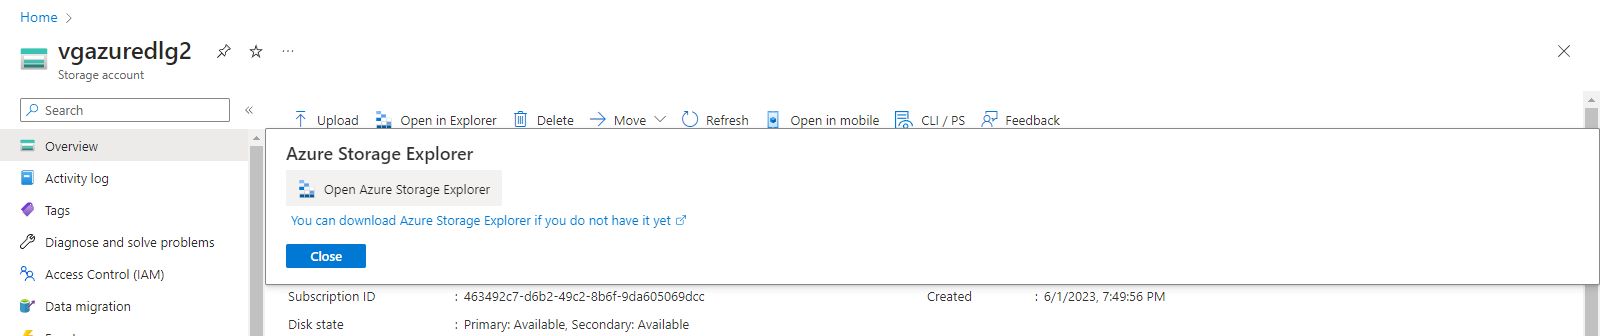 Home >
vgazuredlg2 ...
Storage account
Search «
Upload Open in Explorer Delete Move Refresh Open in mobile CLI / PS Feedback
Overview
Activity log
Tags
Diagnose and solve problems
Access Control (IAM)
Data migration
Azure Storage Explorer
Open Azure Storage Explorer
You can download Azure Storage Explorer if you do not have it yet
Close
Subscription ID : 463492c7-d6b2-49c2-8b6f-9da605069dcc Created : 6/1/2023, 7:49:56 PM
Disk state : Primary: Available, Secondary: Available